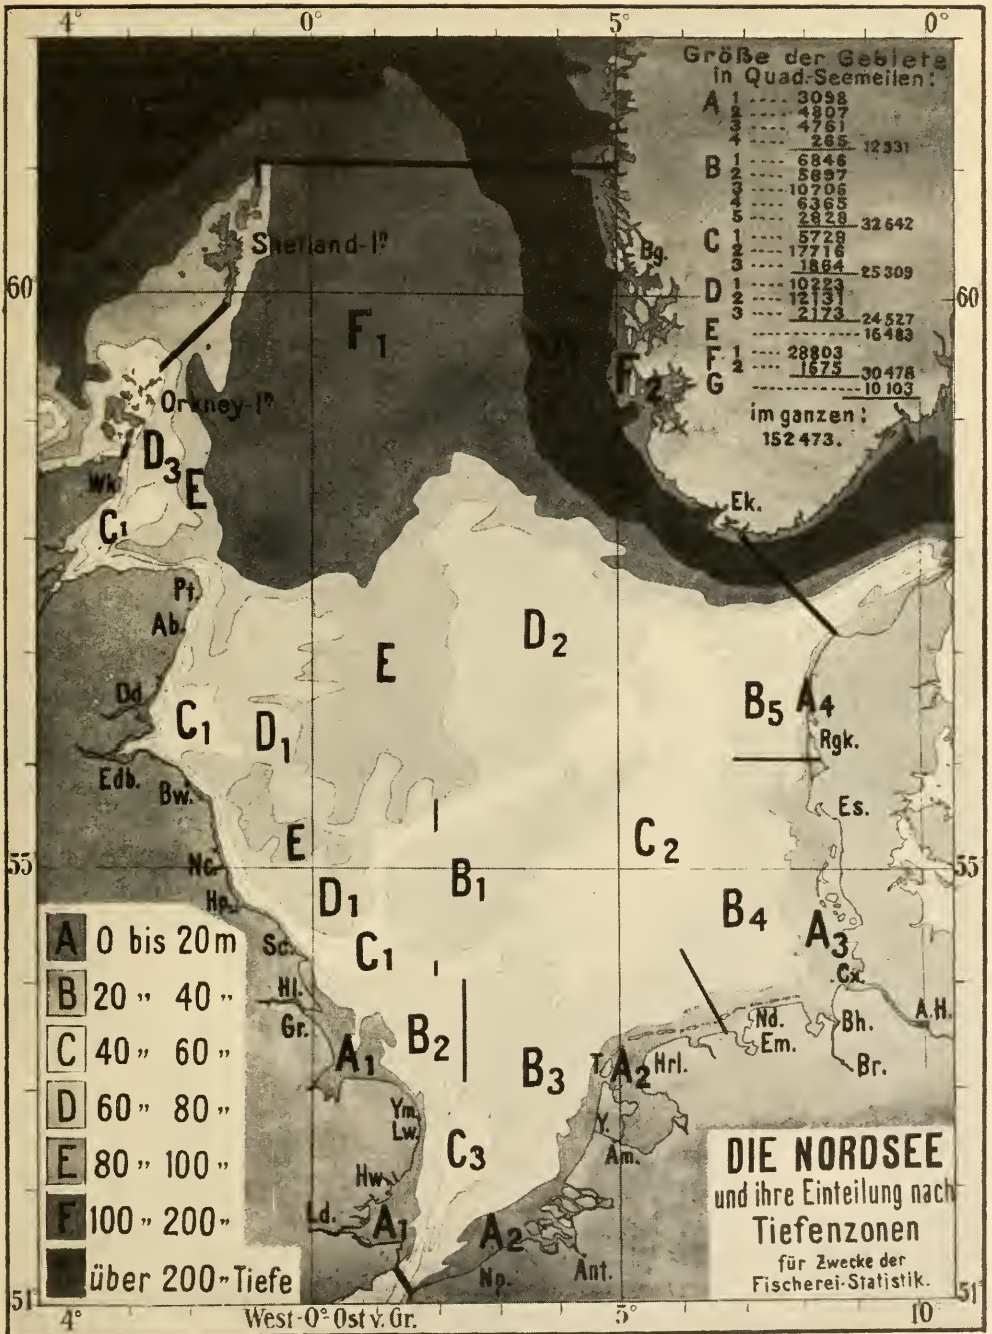 4° 0° 5° 0°
Größe der Gebiete
in Quad.-Seemeilen:
A 1 ---- 3098
2 ---- 4807
3 ---- 4761
4 ---- 265 12931
B 1 ---- 6846
2 ---- 5897
3 ---- 10706
4 ---- 6365
5 ---- 2828 32642
C 1 ---- 5729
2 ---- 17716
3 ---- 1864 25309
D 1 ---- 10223
2 ---- 12131
3 ---- 2173 24527
E ---- 16483
F 1 ---- 28803
2 ---- 1675 30478
G ---- 10103
im ganzen:
152473.
Shetland-Iⁿ
Bg.
60 60
F1
F2
Orkney-Iⁿ
D3
Wk.
E
C1
Ek.
Pt.
Ab.
D2
E
Dd.
C1
D1
B5 A4
Rgk.
Edb.
Bw.
Es.
E
C2
Nc.
55 55
B1
Hp.
D1
B4
A3
Sc.
C1
Cx.
Hl.
Gr.
A.H.
Nd.
Bh.
Em.
Br.
B2
A1
B3
T.
A2
Hrl.
Ym.
Lw.
Y.
Am.
C3
Hw.
Ld.
A1
A2
Np.
Ant.
A 0 bis 20m
B 20 " 40 "
C 40 " 60 "
D 60 " 80 "
E 80 " 100 "
F 100 " 200 "
über 200 " Tiefe
DIE NORDSEE
und ihre Einteilung nach
Tiefenzonen
für Zwecke der
Fischerei-Statistik.
51 51
4° West-0°-Ost v. Gr. 5° 10°